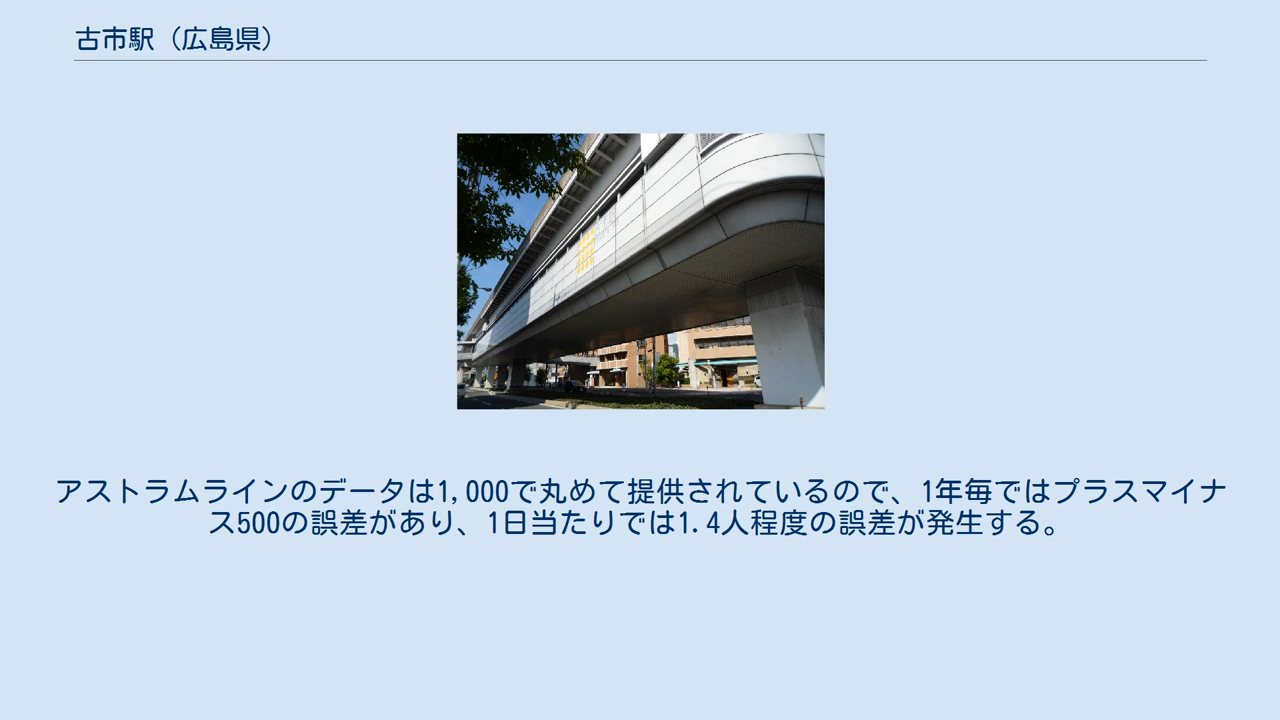 古市駅（広島県）
アストラムラインのデータは1,000で丸めて提供されているので、1年毎ではプラスマイナ
ス500の誤差があり、1日当たりでは1.4人程度の誤差が発生する。